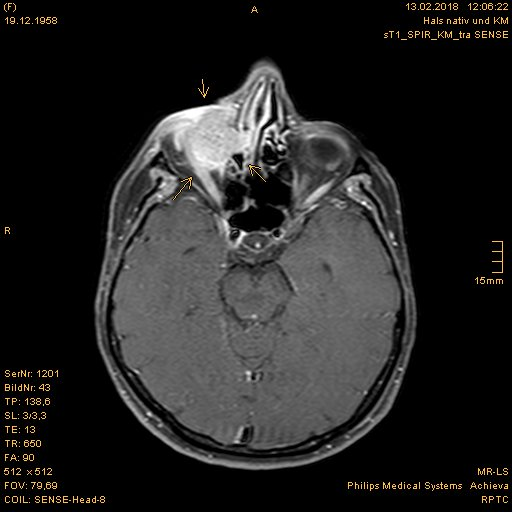 (F)
19.12.1958
A
13.02.2018 12:06:22
Hals nativ und KM
sT1_SPIR_KM_tra SENSE
R
15mm
SerNr: 1201
BildNr: 43
TP: 138,6
SL: 3/3,3
TE: 13
TR: 650
FA: 90
512 × 512
FOV: 79,69
COIL: SENSE-Head-8
MR-LS
Philips Medical Systems Achieva
RPTC